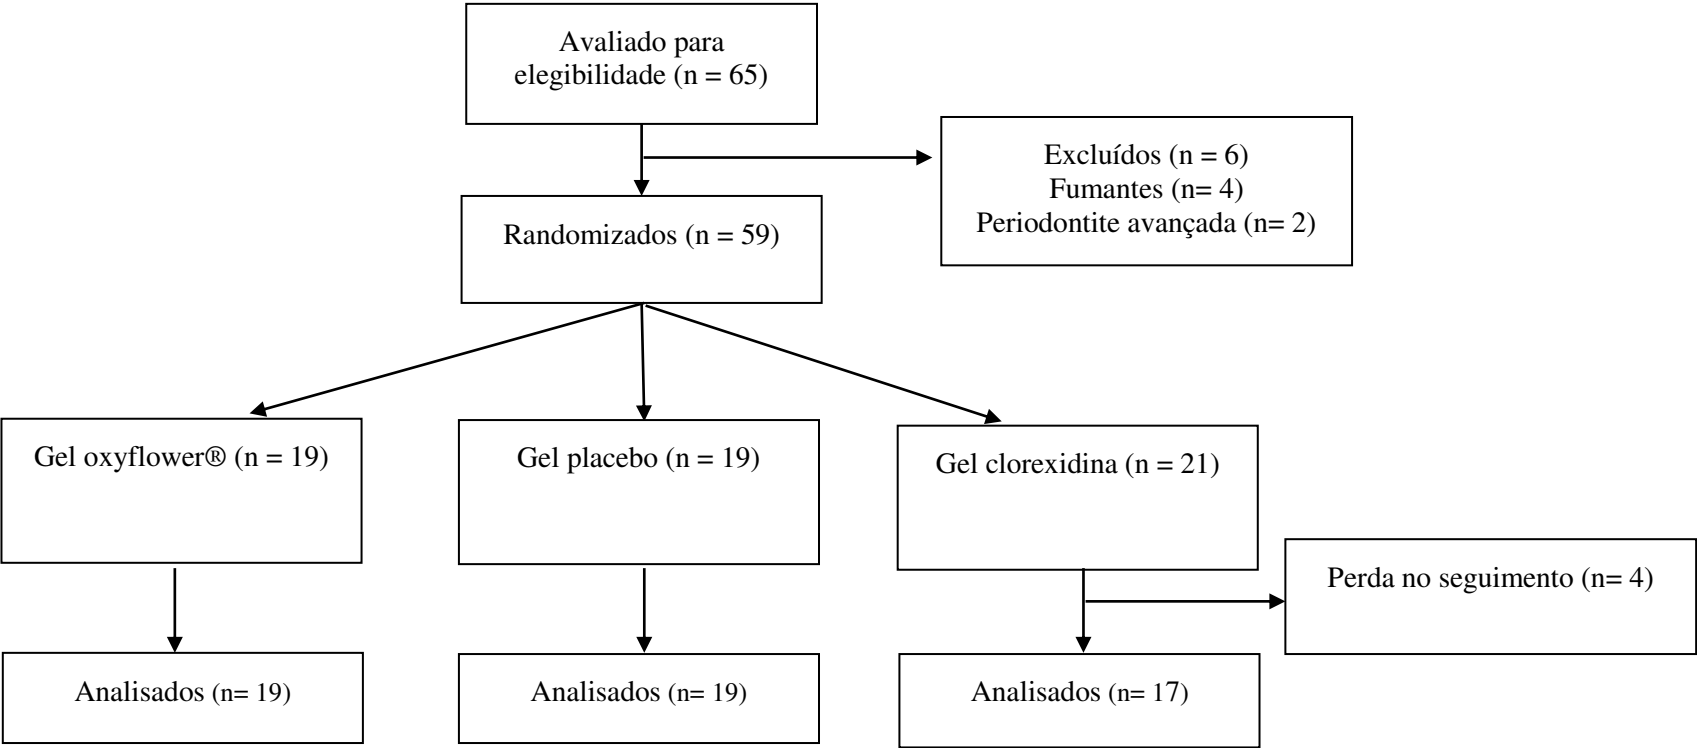 Avaliado para
elegibilidade (n = 65)
Excluídos (n = 6)
Fumantes (n= 4)
Periodontite avançada (n= 2)
Randomizados (n = 59)
Gel oxyflower® (n = 19)
Gel placebo (n = 19)
Gel clorexidina (n = 21)
Perda no seguimento (n= 4)
Analisados (n= 19)
Analisados (n= 19)
Analisados (n= 17)